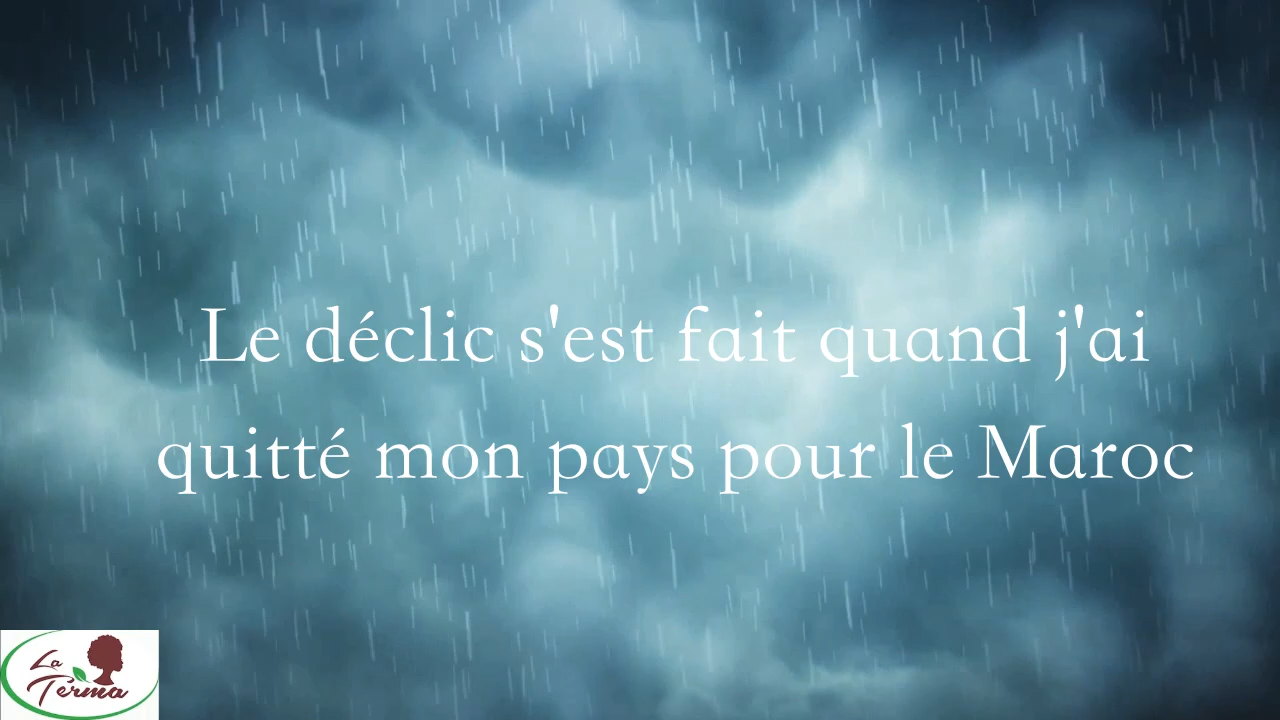 Le déclic s'est fait quand j'ai
quitté mon pays pour le Maroc
La
Terma